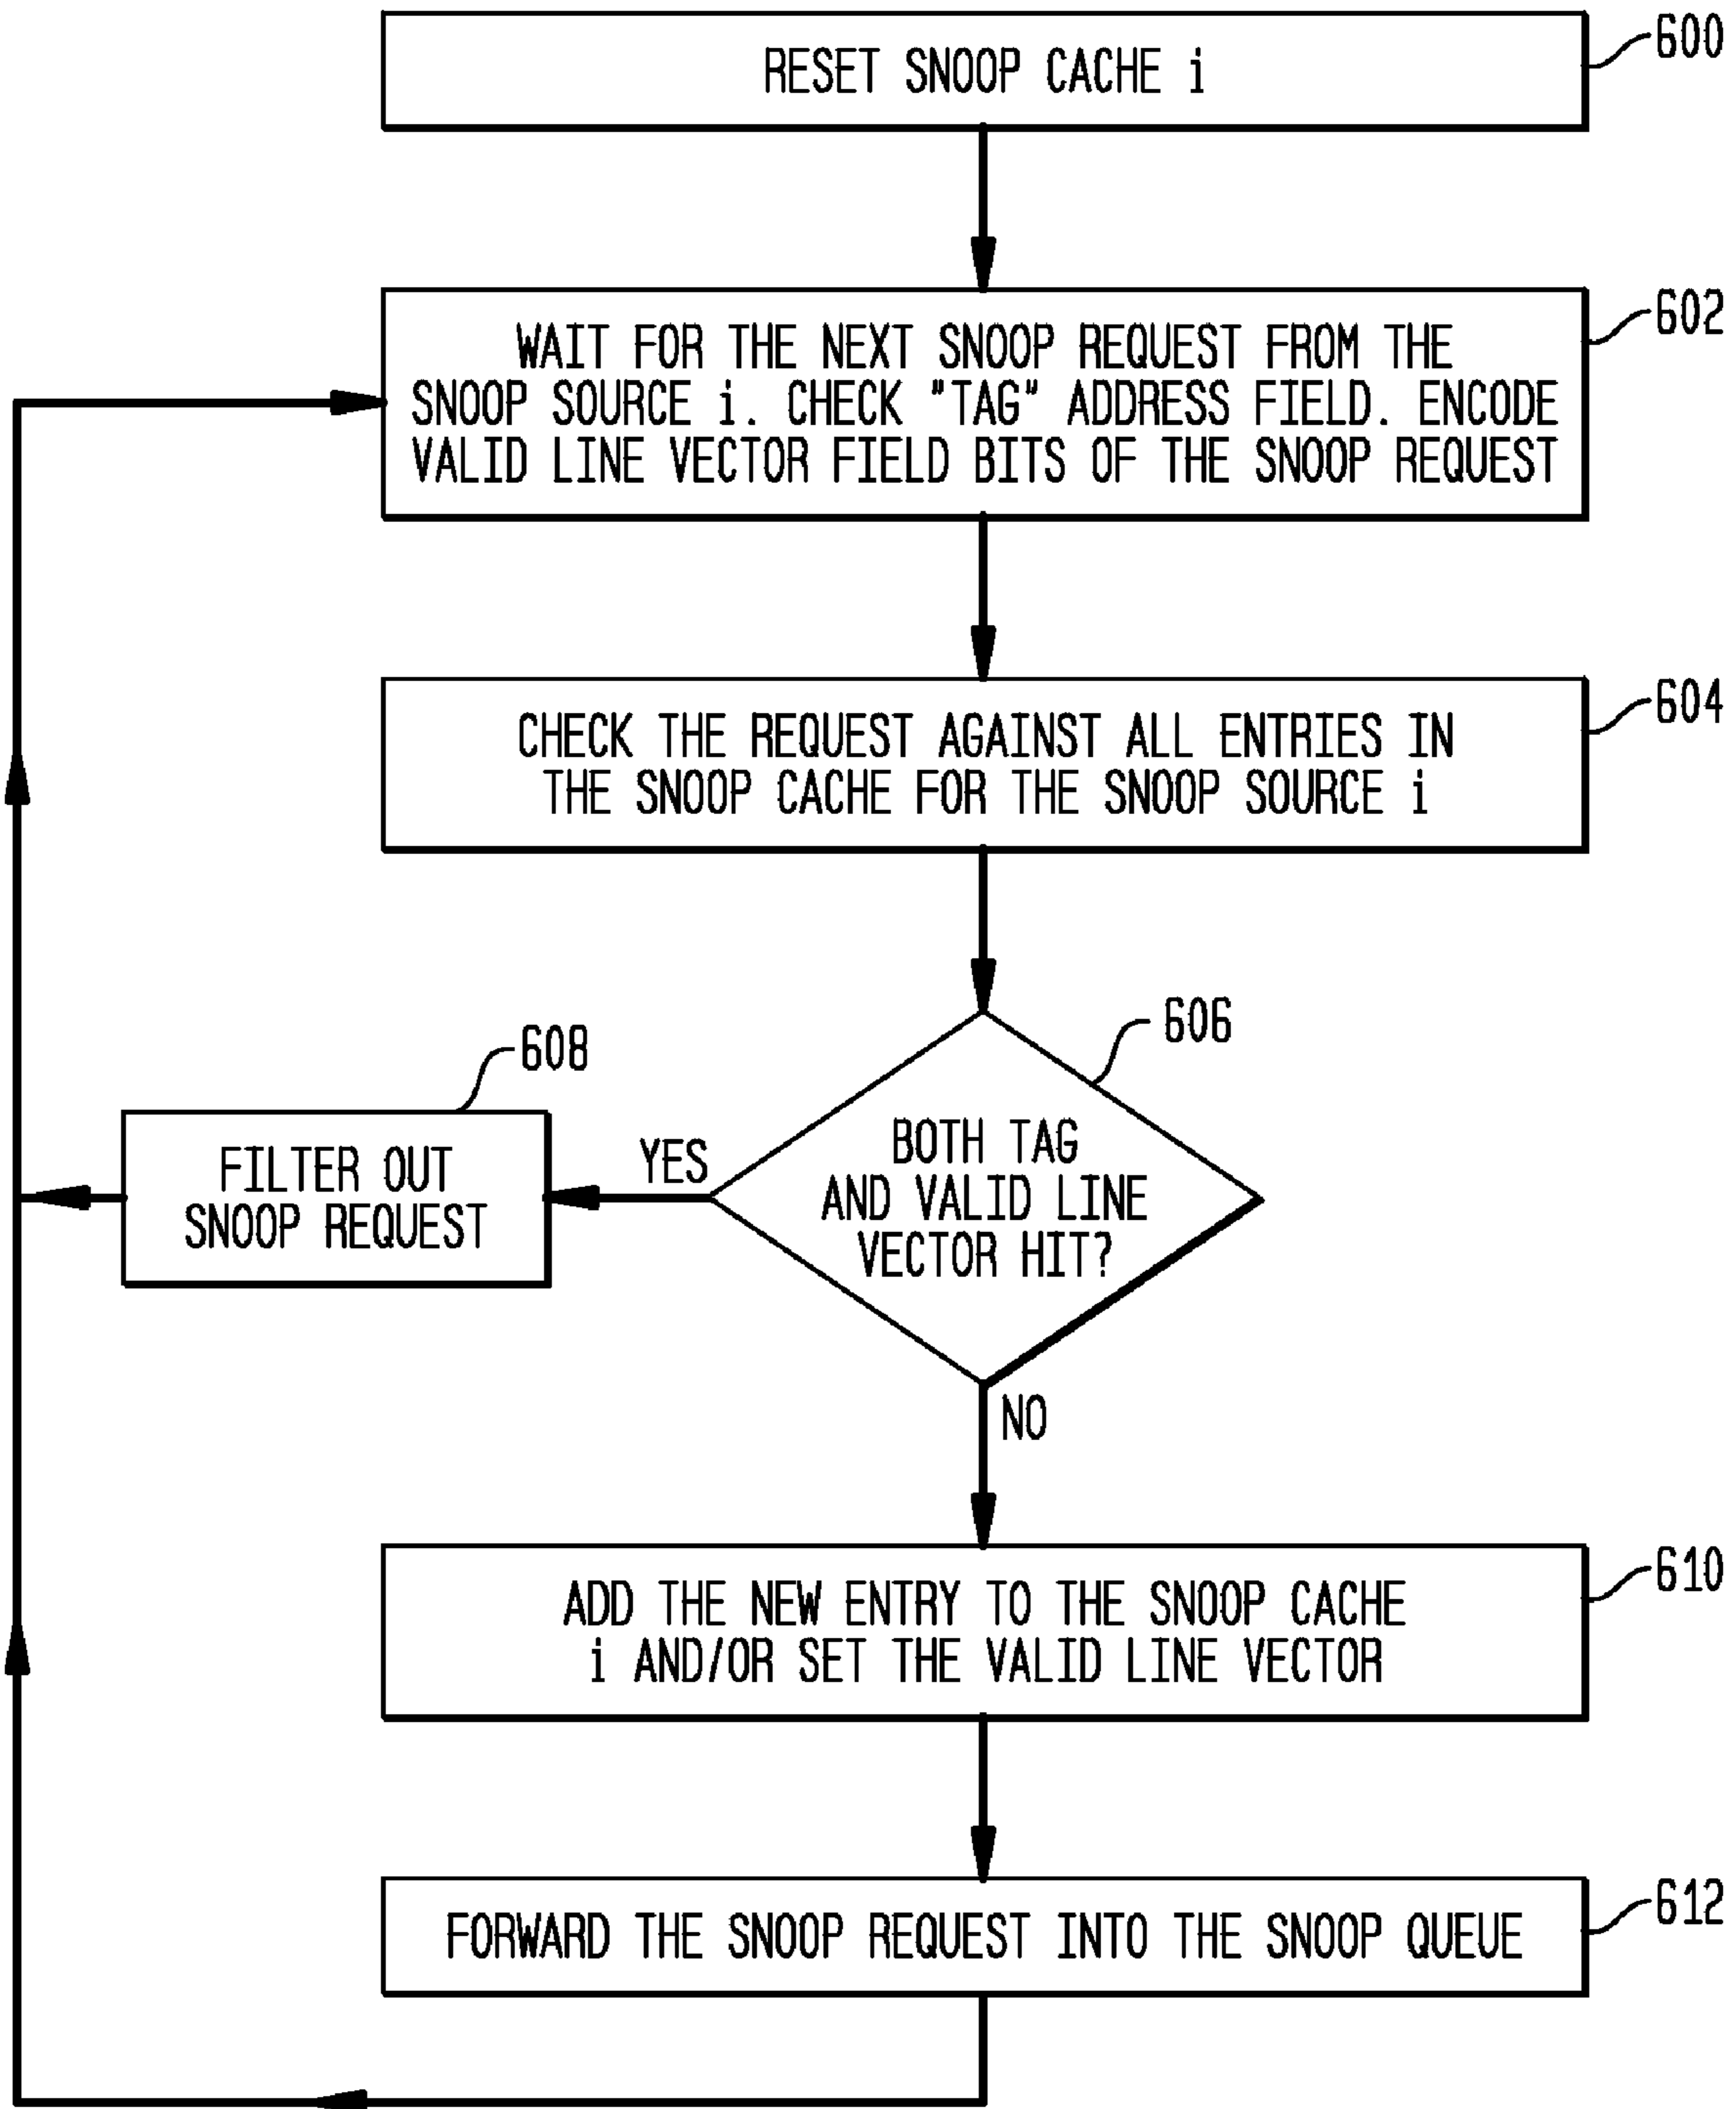 RESET SNOOP CACHE i
600
WAIT FOR THE NEXT SNOOP REQUEST FROM THE
SNOOP SOURCE i. CHECK "TAG" ADDRESS FIELD. ENCODE
VALID LINE VECTOR FIELD BITS OF THE SNOOP REQUEST
602
CHECK THE REQUEST AGAINST ALL ENTRIES IN
THE SNOOP CACHE FOR THE SNOOP SOURCE i
604
606
BOTH TAG
AND VALID LINE
VECTOR HIT?
YES
608
FILTER OUT
SNOOP REQUEST
NO
ADD THE NEW ENTRY TO THE SNOOP CACHE
i AND/OR SET THE VALID LINE VECTOR
610
FORWARD THE SNOOP REQUEST INTO THE SNOOP QUEUE
612